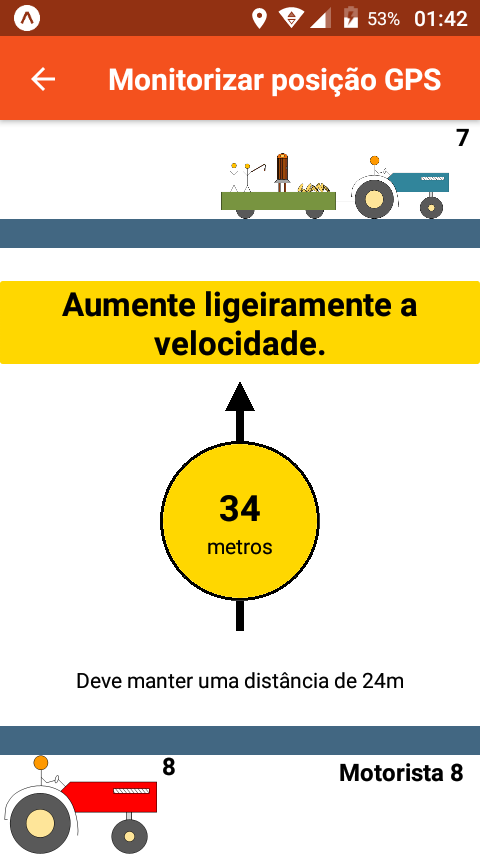 53% 01:42
Monitorizar posição GPS
7
Aumente ligeiramente a
velocidade.
34
metros
Deve manter uma distância de 24m
8
Motorista 8